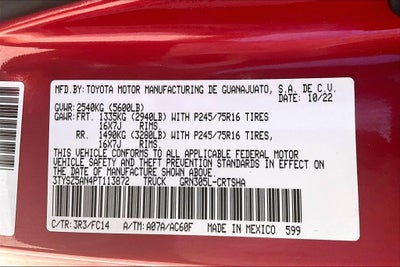 MFD.BY: TOYOTA MOTOR MANUFACTURING DE GUANAJUATO, S.A. DE C.V.
DATE: 10/22
GVWR: 2540KG (5600LB)
GAWR: FRT. 1335KG (2940LB) WITH P245/75R16 TIRES
16X7J RIMS.
RR. 1490KG (3280LB) WITH P245/75R16 TIRES,
16X7J RIMS.
THIS VEHICLE CONFORMS TO ALL APPLICABLE FEDERAL MOTOR
VEHICLE SAFETY AND THEFT PREVENTION STANDARDS IN EFFECT
ON THE DATE OF MANUFACTURE SHOWN ABOVE.
3TYSZ5AN4PT113872 TRUCK GRN305L-CRTSHA
C/TR: 3R3/FC14 A/TM: A07A/AC60F MADE IN MEXICO 599